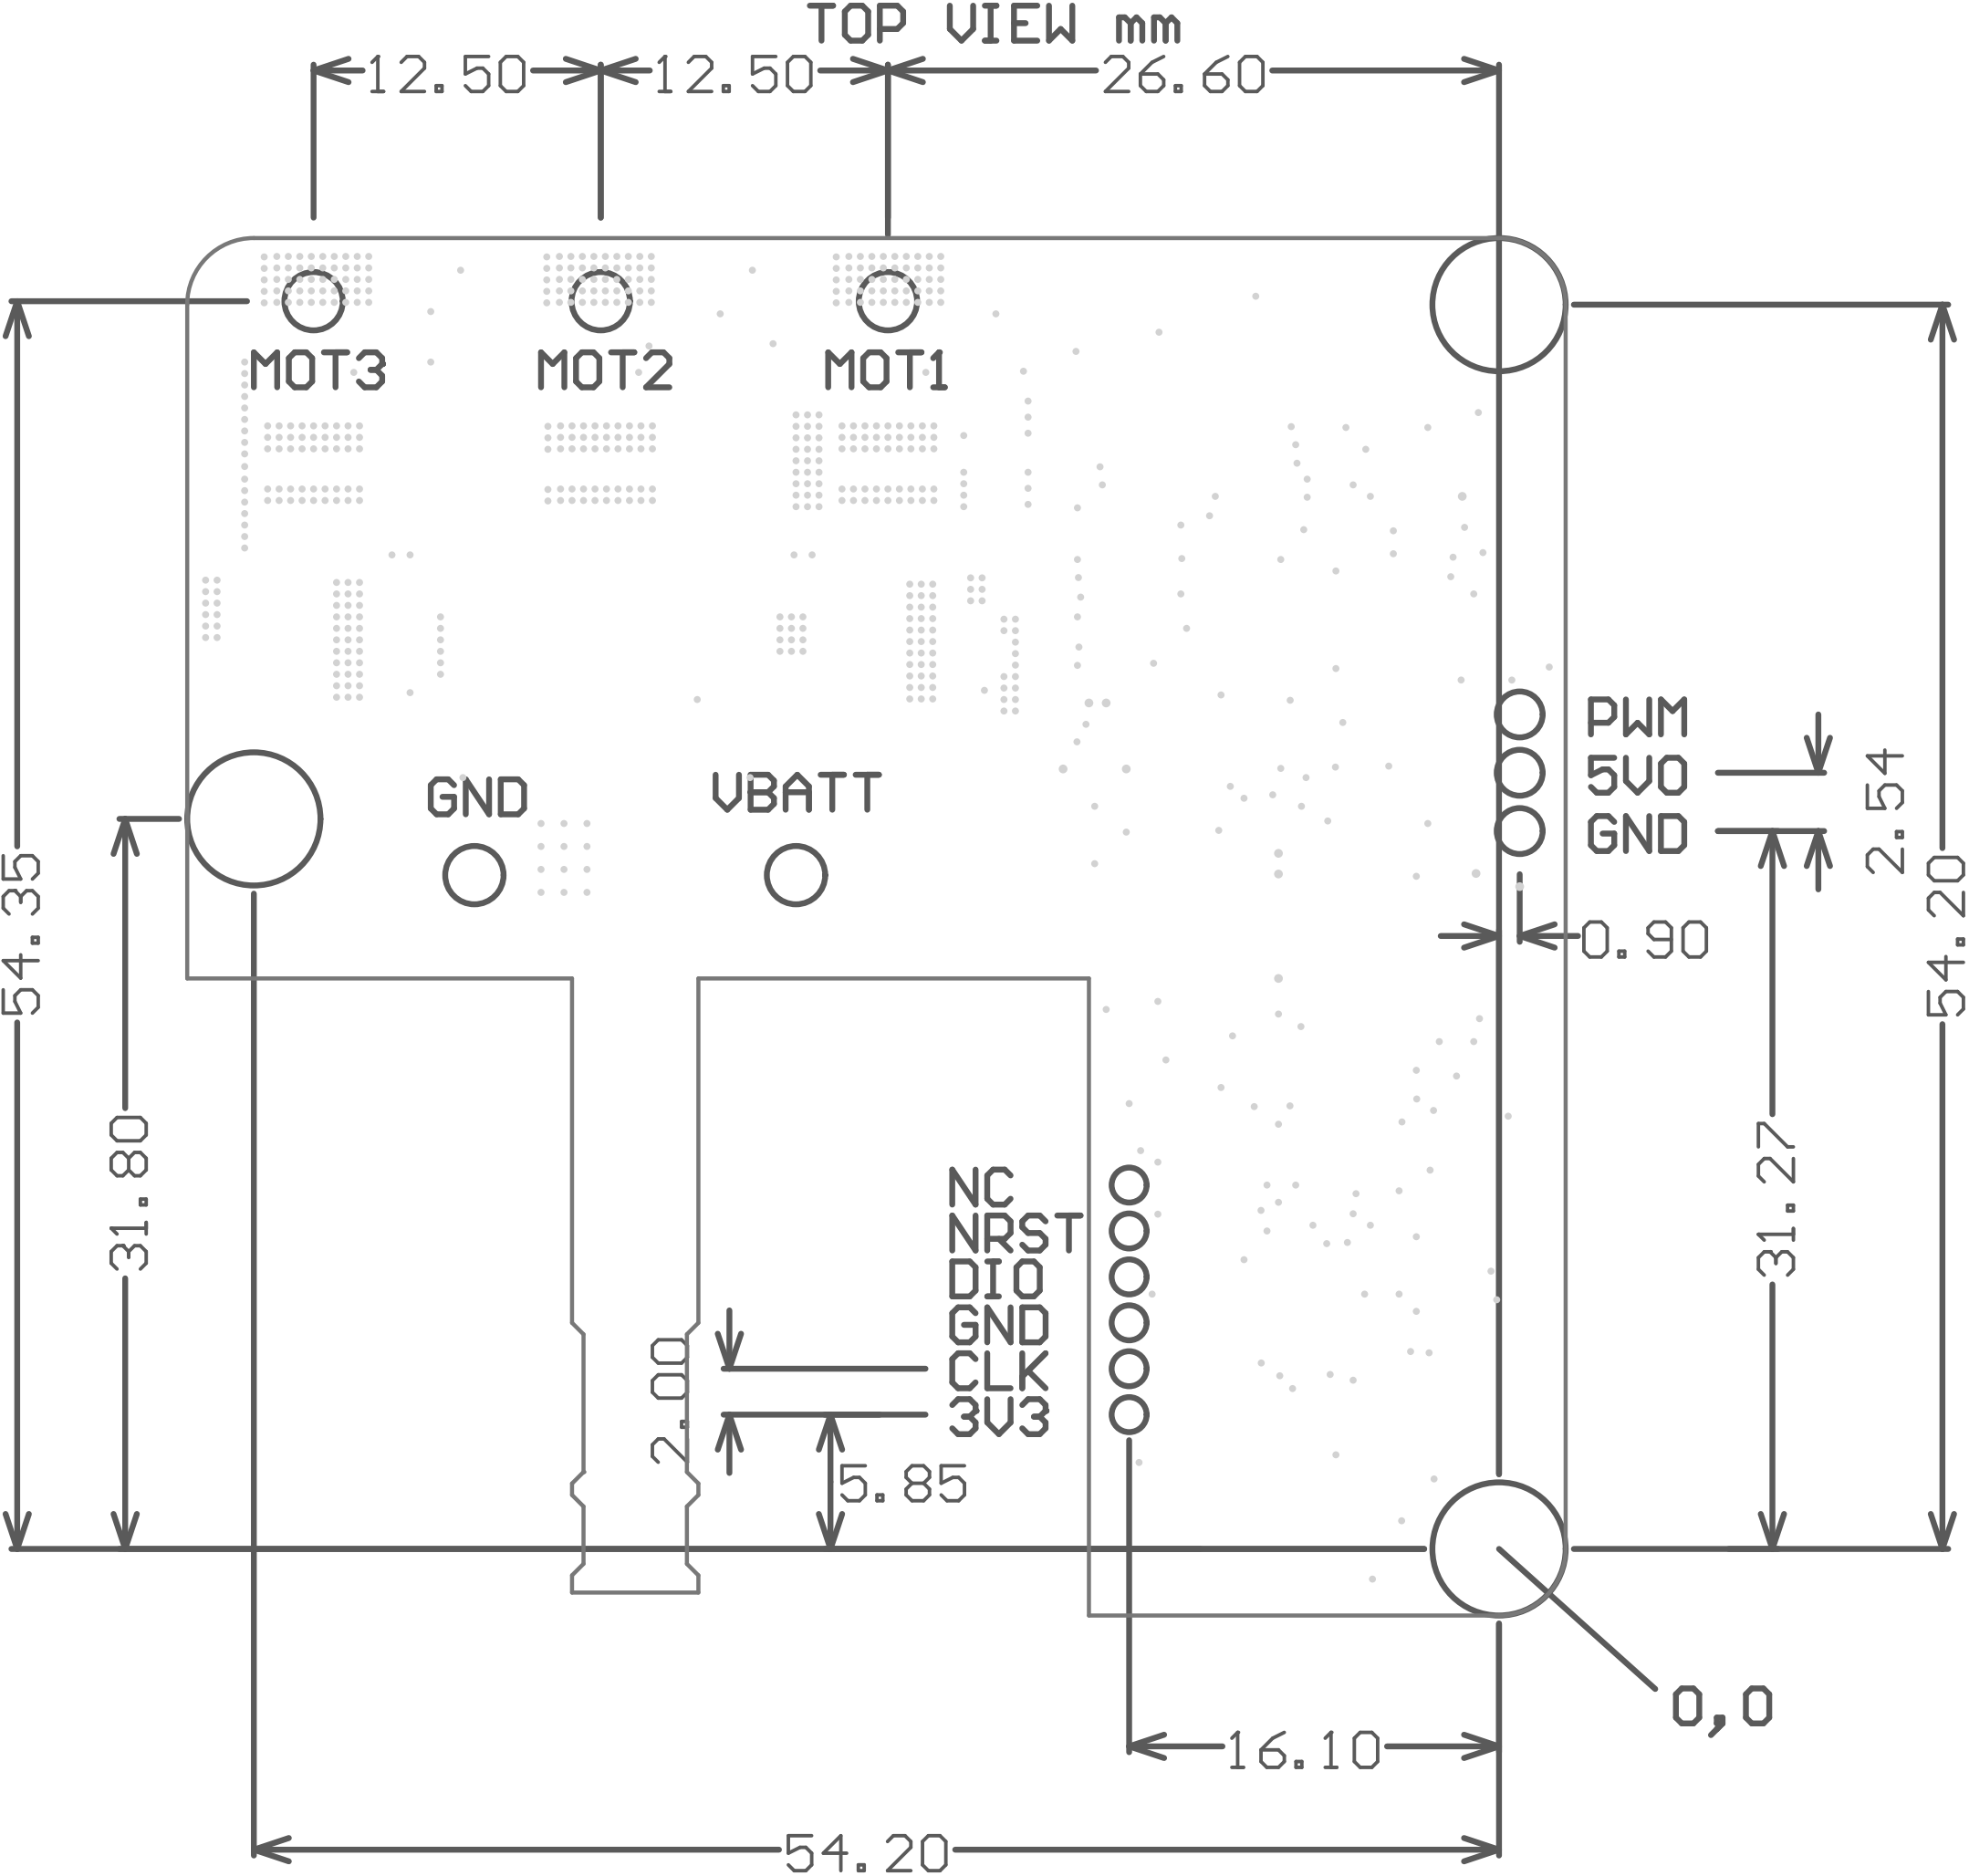 TOP VIEW mm
12.50 12.50 26.60
MOT3 MOT2 MOT1
PWM
5V0
GND
2.54
GND VBATT
54.35
54.20
0.90
31.80
31.27
NC
NRST
DIO
GND
CLK
3V3
2.00
5.85
0,0
16.10
54.20